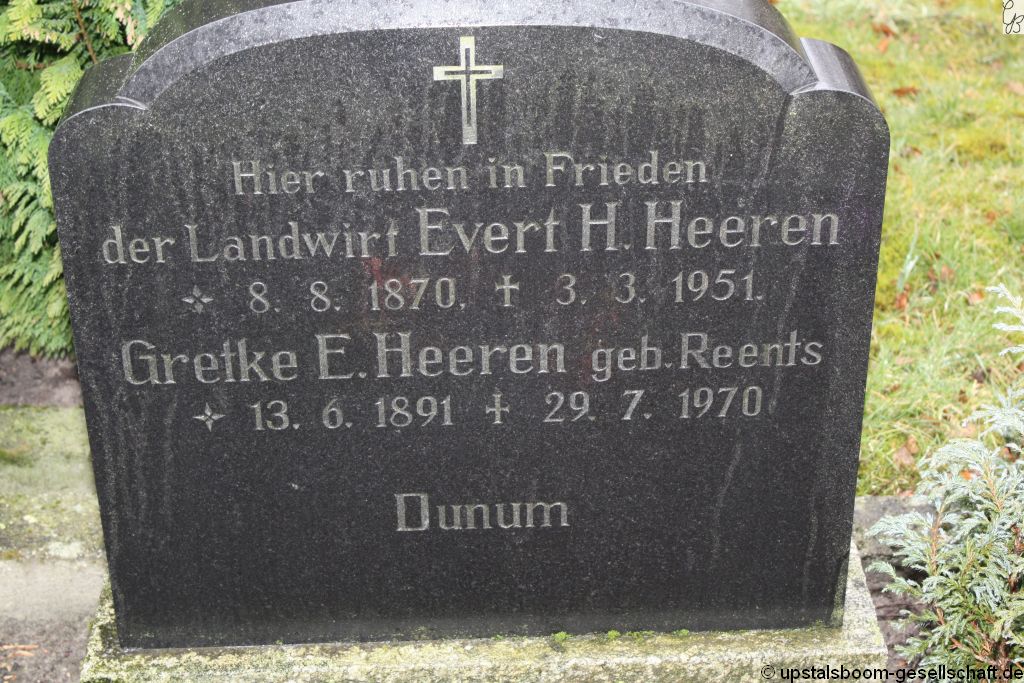 Hier ruhen in Frieden
der Landwirt Evert H. Heeren
8. 8. 1870. † 3. 3. 1951.
Gretke E. Heeren geb. Reents
13. 6. 1891 † 29. 7. 1970
Dunum
© upstalsboom-gesellschaft.de